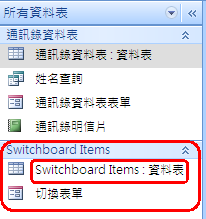 所有資料表
通訊錄資料表
通訊錄資料表 : 資料表
姓名查詢
通訊錄資料表表單
通訊錄明信片
Switchboard Items
Switchboard Items : 資料表
切換表單